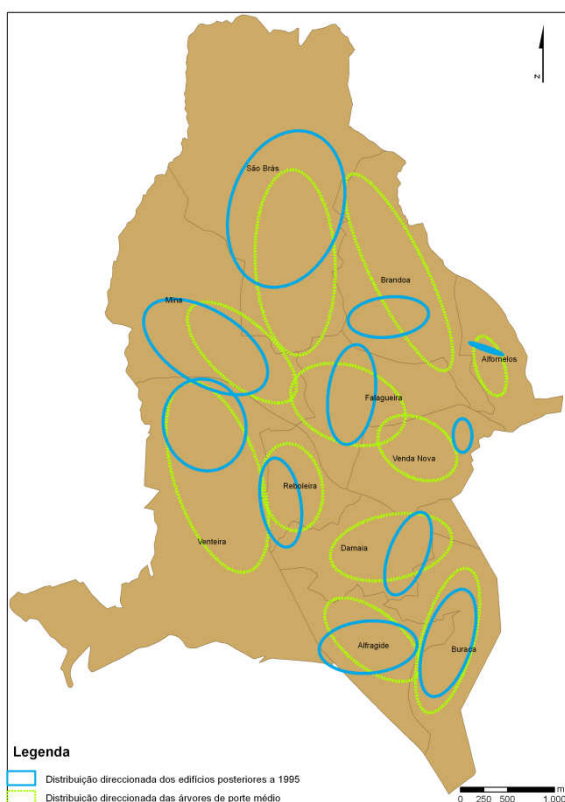 z
São Brás
Brandoa
Mina
Alfornelos
Falagueira
Venda Nova
Reboleira
Venteira
Damaia
Alfragide
Buraca
Legenda
Distribuição direccionada dos edifícios posteriores a 1995
Distribuição direccionada das árvores de porte médio
m
0 250 500 1.000